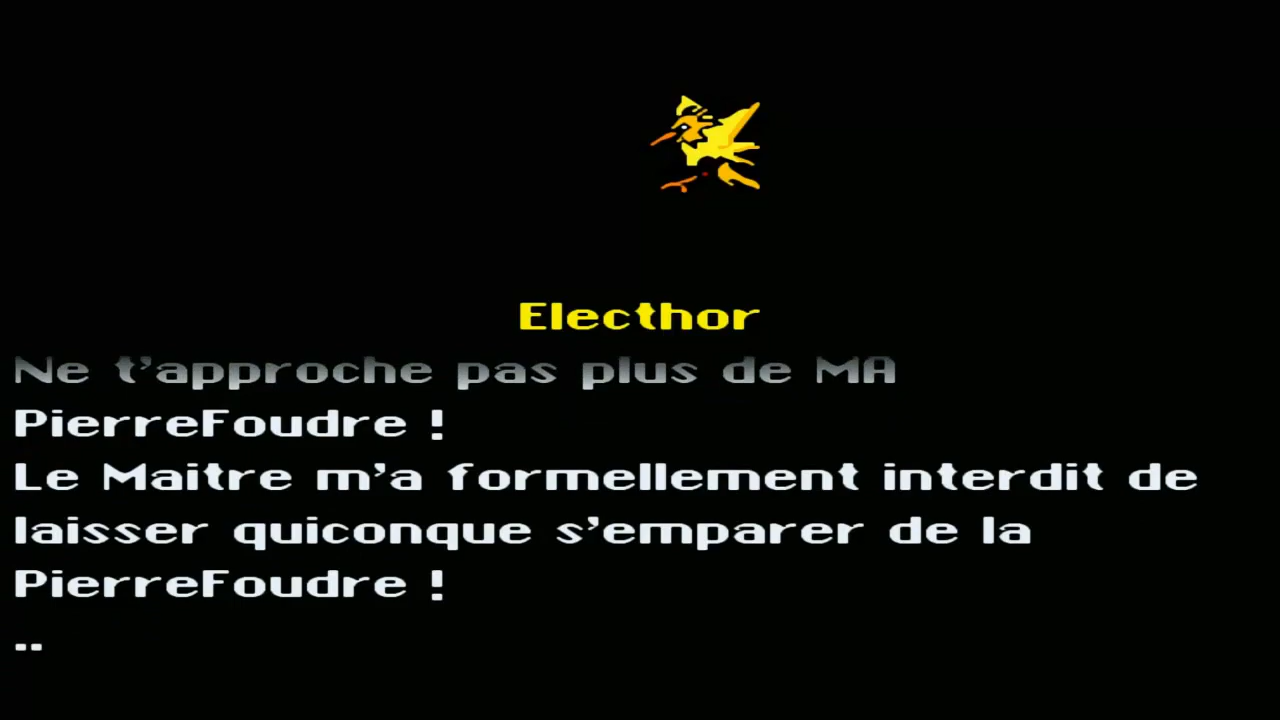 Electhor
Ne t'approche pas plus de MA
PierreFoudre !
Le Maitre m'a formellement interdit de
laisser quiconque s'emparer de la
PierreFoudre !
..